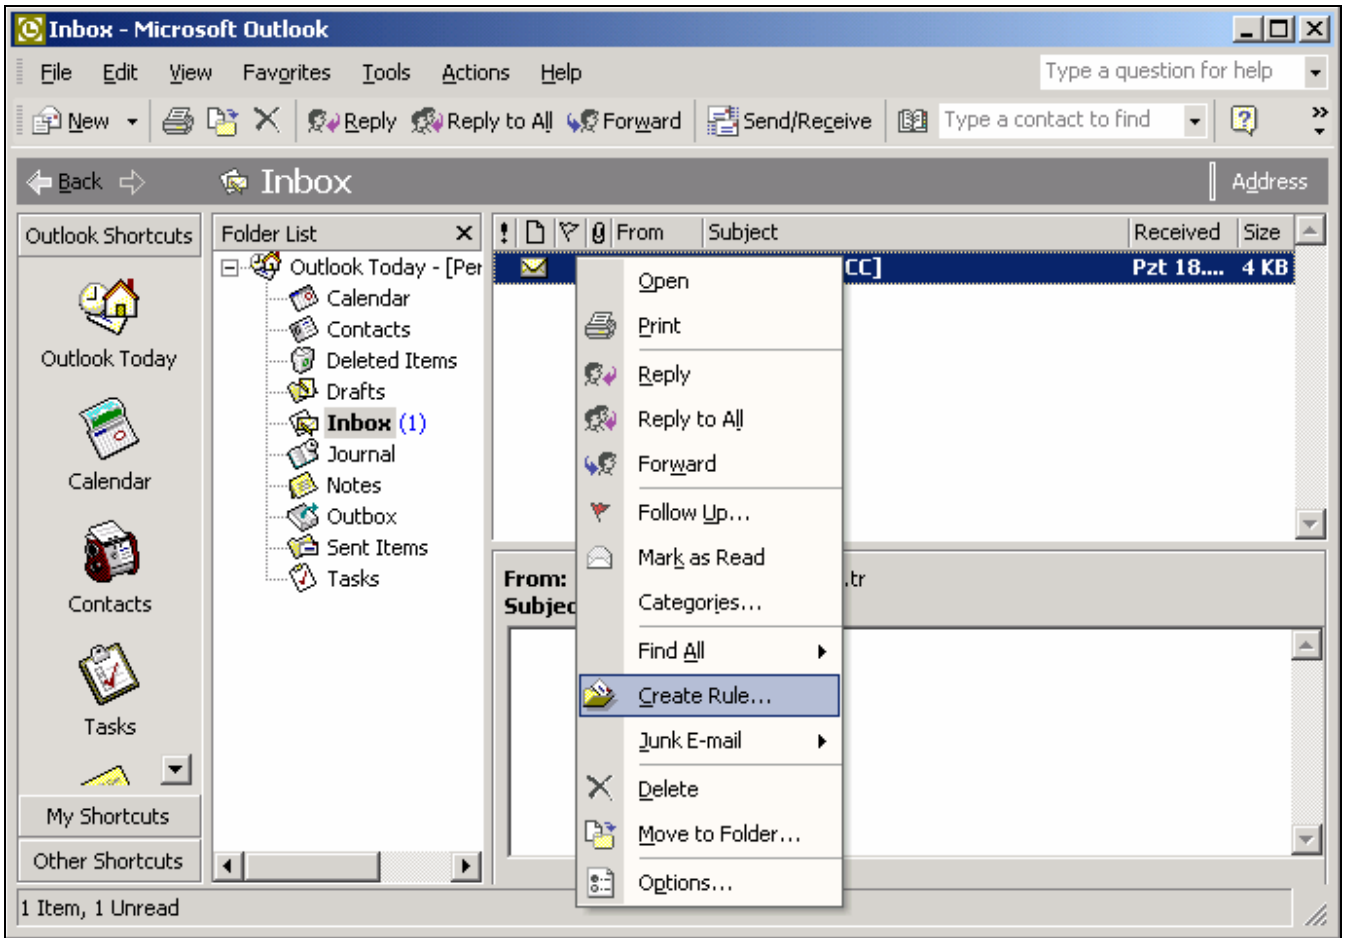 Inbox - Microsoft Outlook
File Edit View Favorites Tools Actions Help Type a question for help
New Reply Reply to All Forward Send/Receive Type a contact to find
Back Inbox Address
Outlook Shortcuts
Outlook Today
Calendar
Contacts
Tasks
My Shortcuts
Other Shortcuts
Folder List
Outlook Today - [Per
Calendar
Contacts
Deleted Items
Drafts
Inbox (1)
Journal
Notes
Outbox
Sent Items
Tasks
! From Subject Received Size
CC] Pzt 18.... 4 KB
Open
Print
Reply
Reply to All
Forward
Follow Up...
Mark as Read
Categories...
Find All
Create Rule...
Junk E-mail
Delete
Move to Folder...
Options...
From: .tr
Subjec
1 Item, 1 Unread